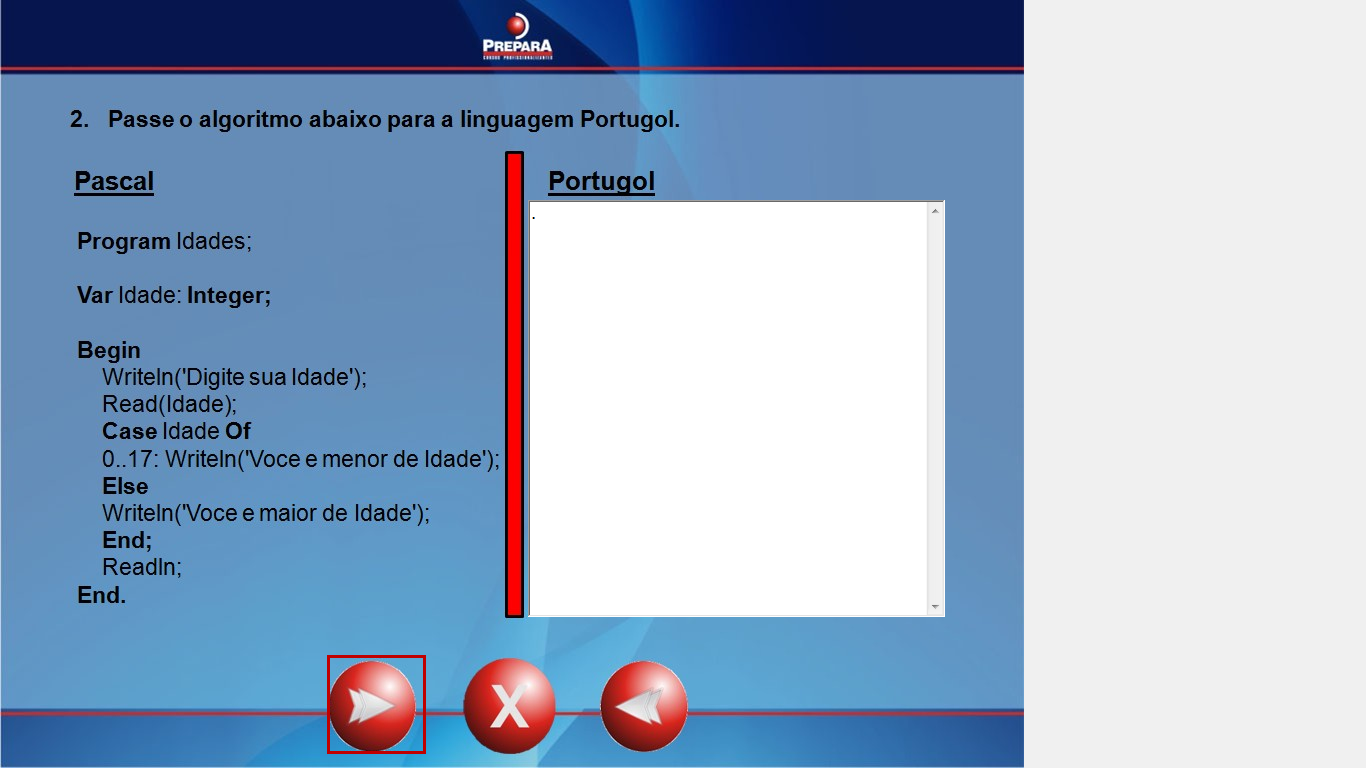 PREPARA
CURSOS PROFISSIONALIZANTES
2. Passe o algoritmo abaixo para a linguagem Portugol.
Pascal
Program Idades;
Var Idade: Integer;
Begin
Writeln('Digite sua Idade');
Read(Idade);
Case Idade Of
0..17: Writeln('Voce e menor de Idade');
Else
Writeln('Voce e maior de Idade');
End;
Readln;
End.
Portugol
.
X